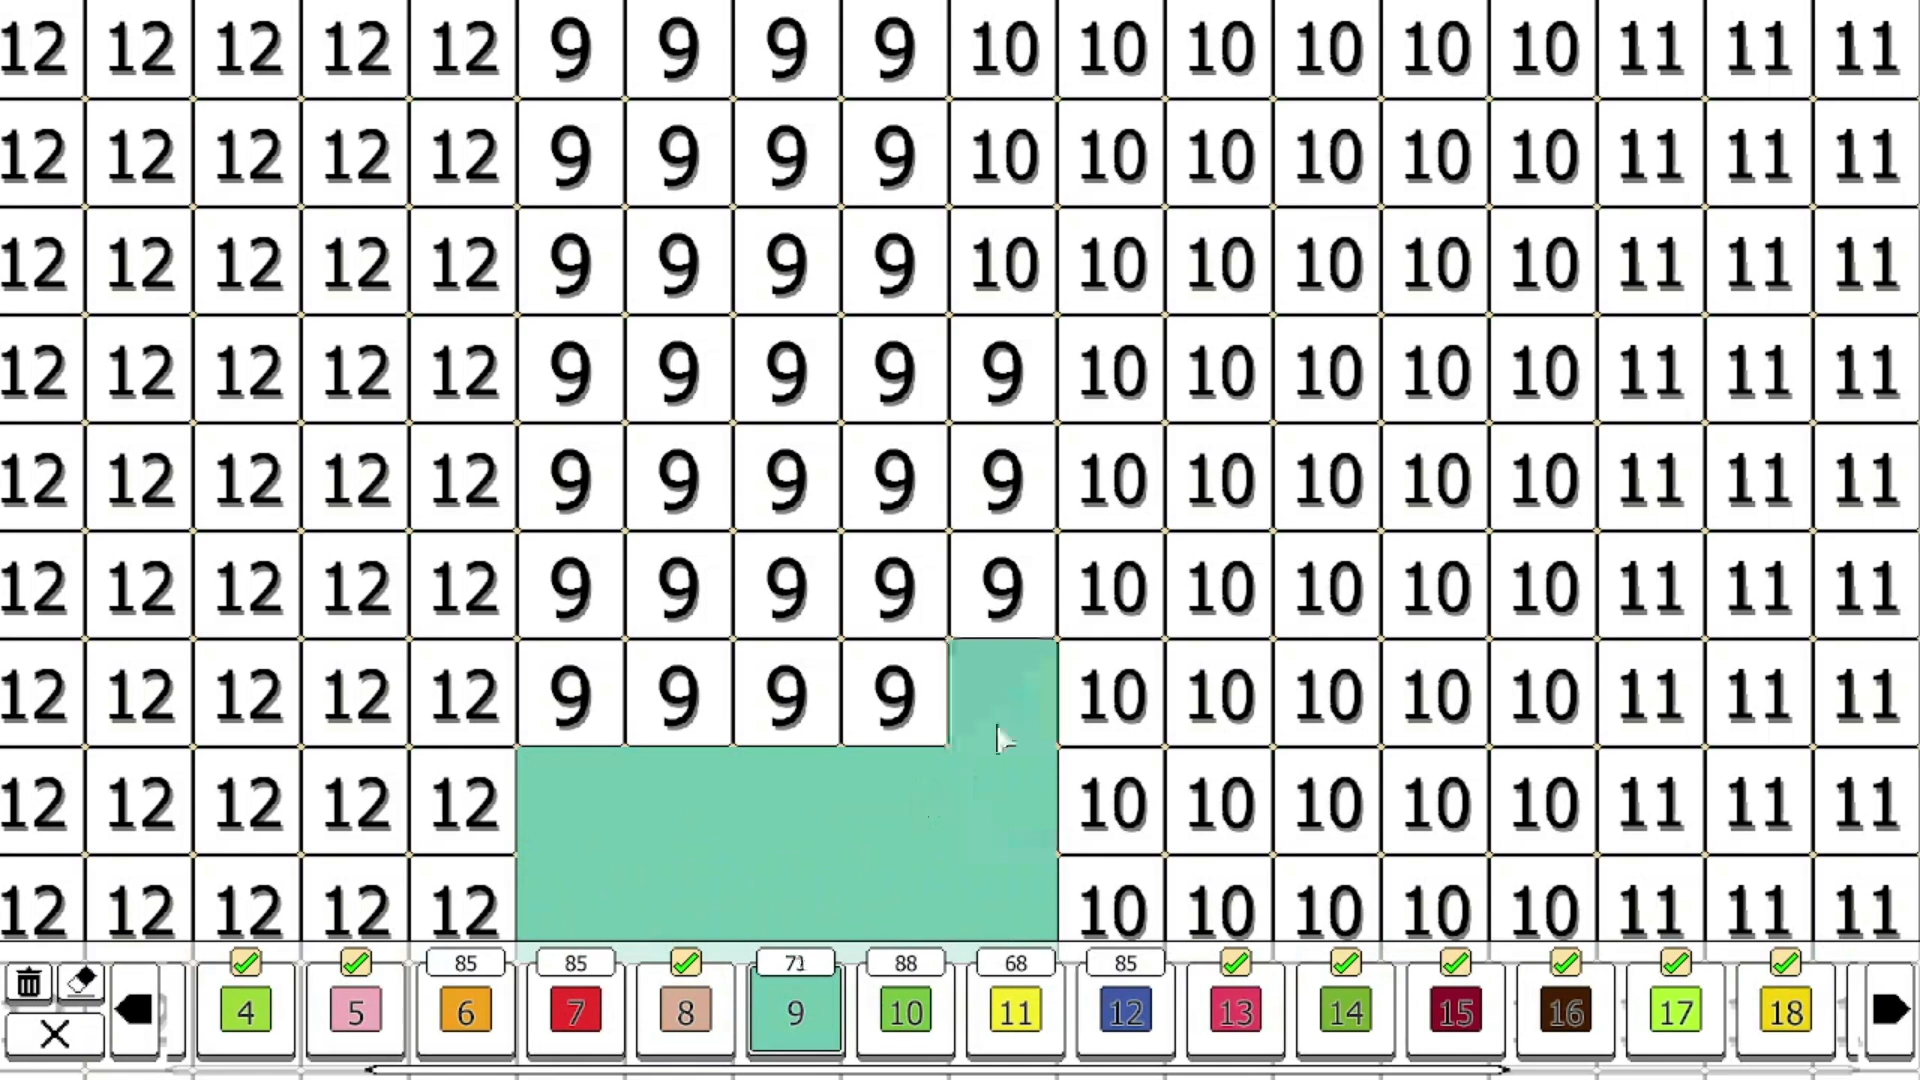 12 12 12 12 12 9 9 9 9 10 10 10 10 10 10 11 11 11
12 12 12 12 12 9 9 9 9 10 10 10 10 10 10 11 11 11
12 12 12 12 12 9 9 9 9 10 10 10 10 10 10 11 11 11
12 12 12 12 12 9 9 9 9 9 10 10 10 10 10 11 11 11
12 12 12 12 12 9 9 9 9 9 10 10 10 10 10 11 11 11
12 12 12 12 12 9 9 9 9 9 10 10 10 10 10 11 11 11
12 12 12 12 12 9 9 9 9 10 10 10 10 10 11 11 11
12 12 12 12 12 10 10 10 10 10 11 11 11
12 12 12 12 12 10 10 10 10 10 11 11 11
85 85 71 88 68 85
4 5 6 7 8 9 10 11 12 13 14 15 16 17 18